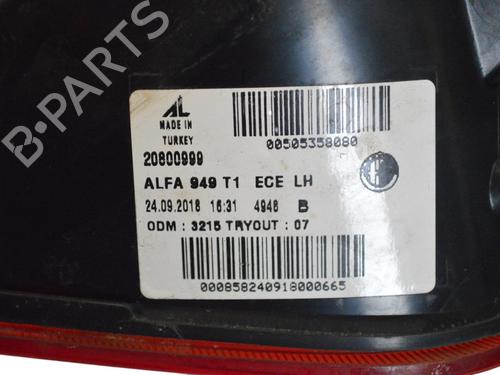 B-PARTS
AL
MADE IN
TURKEY
00505358080
20800999
ALFA 949 T1 ECE LH
24.09.2018 16:31 4948 B
ODM : 3215 TRYOUT : 07
000858240918000665